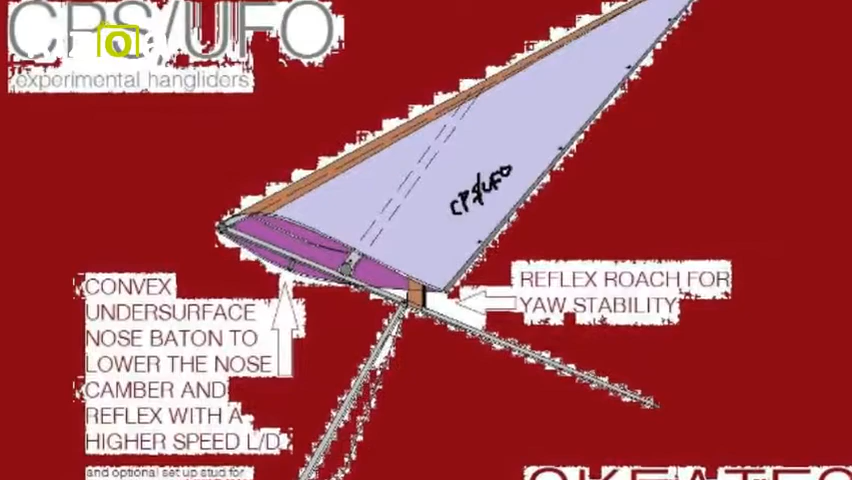 CPS/UFO
experimental hangliders
CPS/UFO
REFLEX ROACH FOR
YAW STABILITY
CONVEX
UNDERSURFACE
NOSE BATON TO
LOWER THE NOSE
CAMBER AND
REFLEX WITH A
HIGHER SPEED L/D
and optional set up stud for